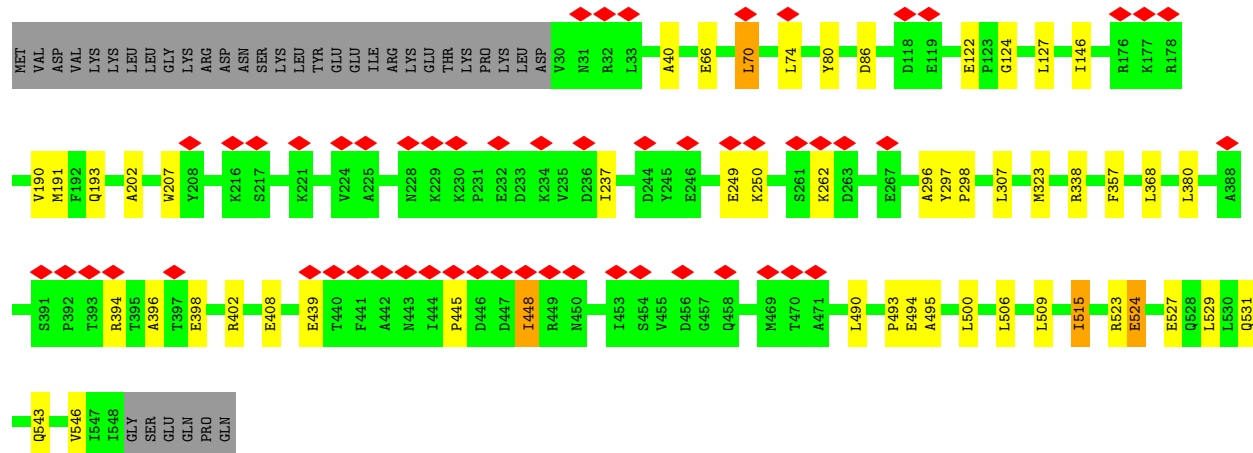 MET VAL ASP VAL LYS LYS LEU LEU GLY LYS ARG ASP ASP ASN SER LYS LEU TYR GLU GLU ILE ARG LYS GLU THR LYS PRO LYS LEU ASP V30 N31 R32 L33 A40 E66 L70 L74 Y80 D86 D118 E119 E122 P123 G124 L127 I146 R176 K177 R178
V190 M191 F192 Q193 A202 W207 Y208 K216 S217 K221 V224 A225 N228 K229 K230 P231 E232 D233 K234 V235 D236 I237 D244 Y245 E246 E249 K250 S261 K262 D263 E267 A296 Y297 P298 L307 M323 R338 F357 L368 L380 A388
S391 P392 T393 R394 T395 A396 T397 E398 R402 E408 E439 T440 F441 A442 N443 I444 P445 D446 D447 I448 R449 N450 I453 S454 V455 D456 G457 Q458 M469 T470 A471 L490 P493 E494 A495 L500 L506 L509 I515 R523 E524 E527 Q528 L529 L530 Q531
Q543 V546 I547 I548 GLY SER GLU GLN PRO GLN